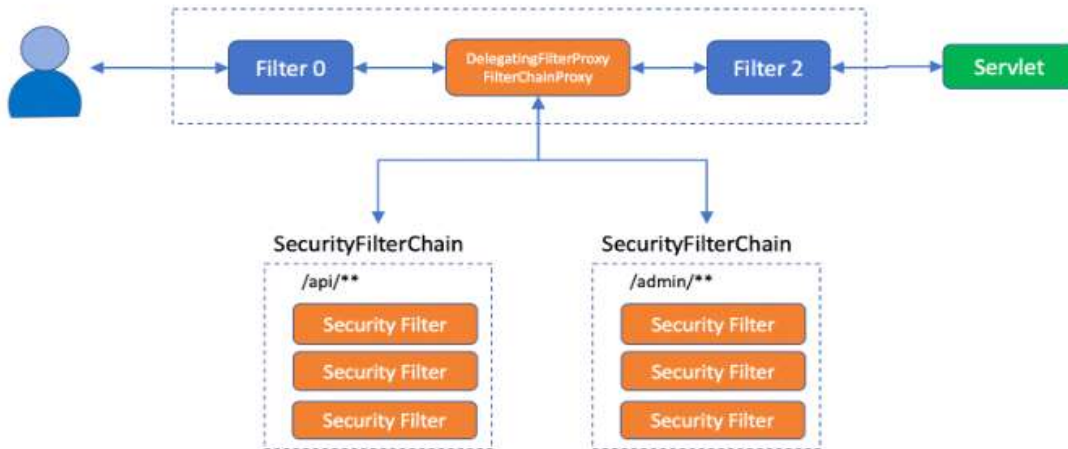 Filter 0
DelegatingFilterProxy
FilterChainProxy
Filter 2
Servlet
SecurityFilterChain
/api/**
Security Filter
Security Filter
Security Filter
SecurityFilterChain
/admin/**
Security Filter
Security Filter
Security Filter